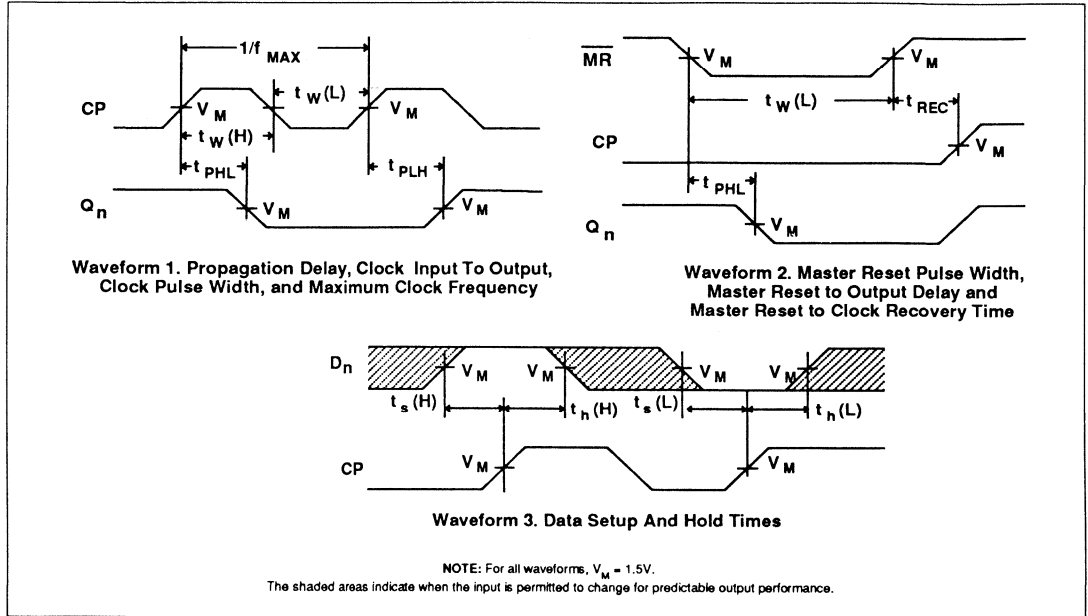 1/f MAX
CP
V M
t W (L)
V M
t W (H)
t PHL
t PLH
Q n
V M
V M
Waveform 1. Propagation Delay, Clock Input To Output,
Clock Pulse Width, and Maximum Clock Frequency
MR
V M
V M
t W (L)
t REC
CP
V M
t PHL
Q n
V M
Waveform 2. Master Reset Pulse Width,
Master Reset to Output Delay and
Master Reset to Clock Recovery Time
D n
V M
V M
V M
V M
t s (H)
t h (H)
t s (L)
t h (L)
CP
V M
V M
Waveform 3. Data Setup And Hold Times
NOTE: For all waveforms, V M = 1.5V.
The shaded areas indicate when the input is permitted to change for predictable output performance.